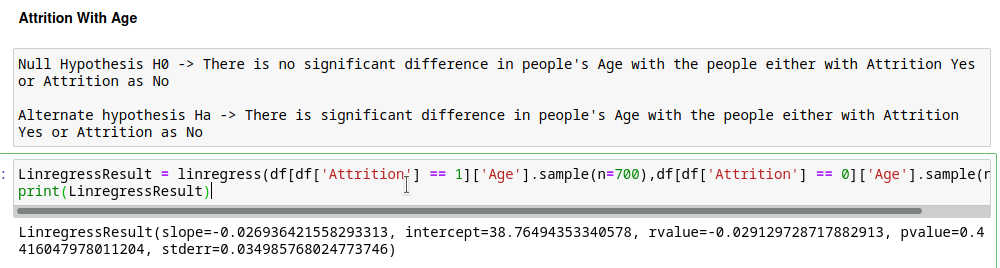 Attrition With Age
Null Hypothesis H0 -> There is no significant difference in people's Age with the people either with Attrition Yes
or Attrition as No
Alternate hypothesis Ha -> There is significant difference in people's Age with the people either with Attrition
Yes or Attrition as No
: LinregressResult = linregress(df[df['Attrition'] == 1]['Age'].sample(n=700),df[df['Attrition'] == 0]['Age'].sample(n
print(LinregressResult)
LinregressResult(slope=-0.026936421558293313, intercept=38.76494353340578, rvalue=-0.029129728717882913, pvalue=0.4
416047978011204, stderr=0.034985768024773746)